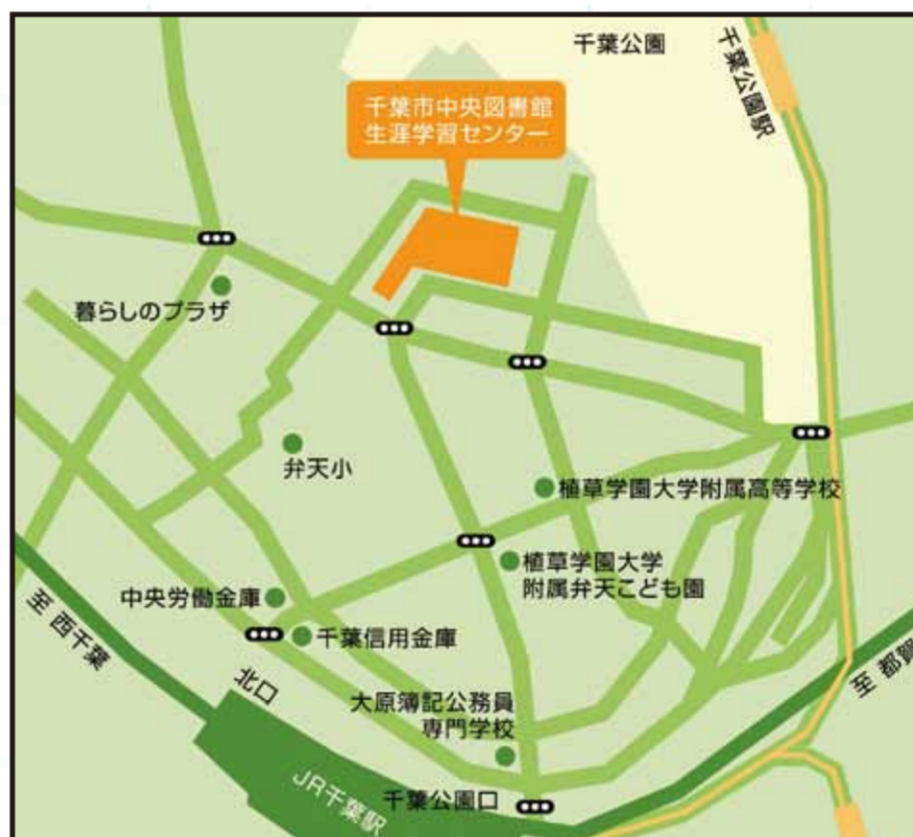 千葉公園
千葉公園駅
千葉市中央図書館
生涯学習センター
暮らしのプラザ
弁天小
植草学園大学附属高等学校
植草学園大学
附属弁天こども園
中央労働金庫
千葉信用金庫
至 西千葉
至 都賀
北口
大原簿記公務員
専門学校
JR千葉駅
千葉公園口